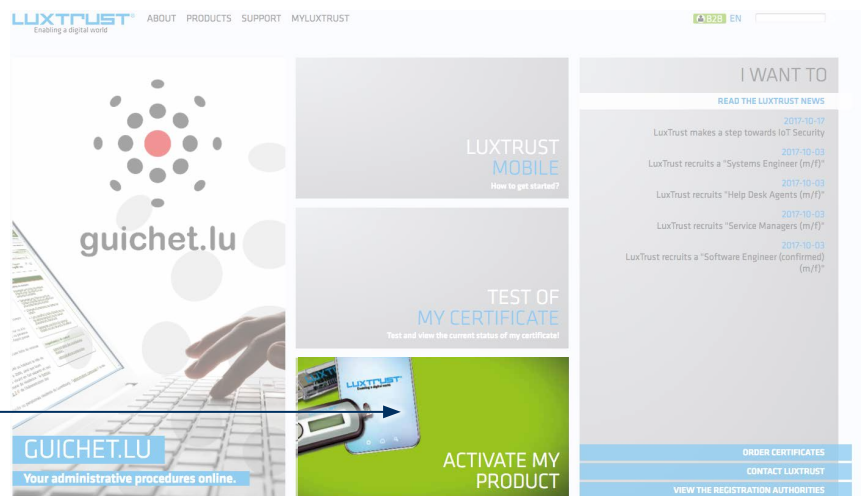 LUXTRUST®
Enabling a digital world
ABOUT PRODUCTS SUPPORT MYLUXTRUST
B2B EN
guichet.lu
GUICHET.LU
Your administrative procedures online.
LUXTRUST
MOBILE
How to get started?
TEST OF
MY CERTIFICATE
Test and view the current status of my certificate!
LUXTRUST
Enabling a digital world
ACTIVATE MY
PRODUCT
I WANT TO
READ THE LUXTRUST NEWS
2017-10-17
LuxTrust makes a step towards IoT Security
2017-10-03
LuxTrust recruits a "Systems Engineer (m/f)"
2017-10-03
LuxTrust recruits "Help Desk Agents (m/f)"
2017-10-03
LuxTrust recruits "Service Managers (m/f)"
2017-10-03
LuxTrust recruits a "Software Engineer (confirmed)
(m/f)"
ORDER CERTIFICATES
CONTACT LUXTRUST
VIEW THE REGISTRATION AUTHORITIES